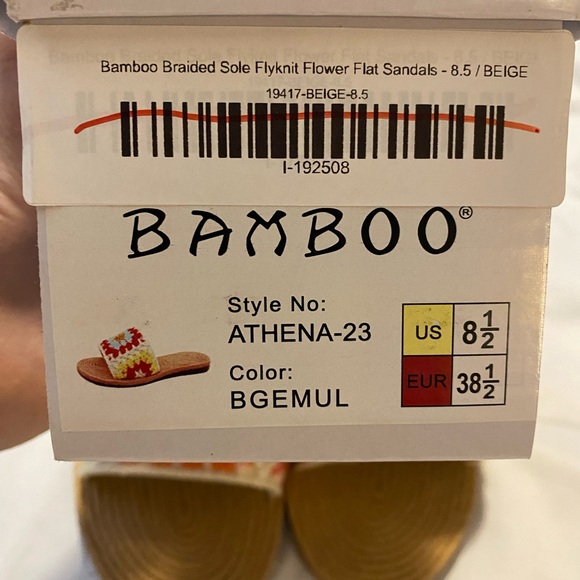 Bamboo Braided Sole Flyknit Flower Flat Sandals - 8.5 / BEIGE
19417-BEIGE-8.5
I-192508
BAMBOO®
Style No:
ATHENA-23
Color:
BGEMUL
US 8 1/2
EUR 38 1/2